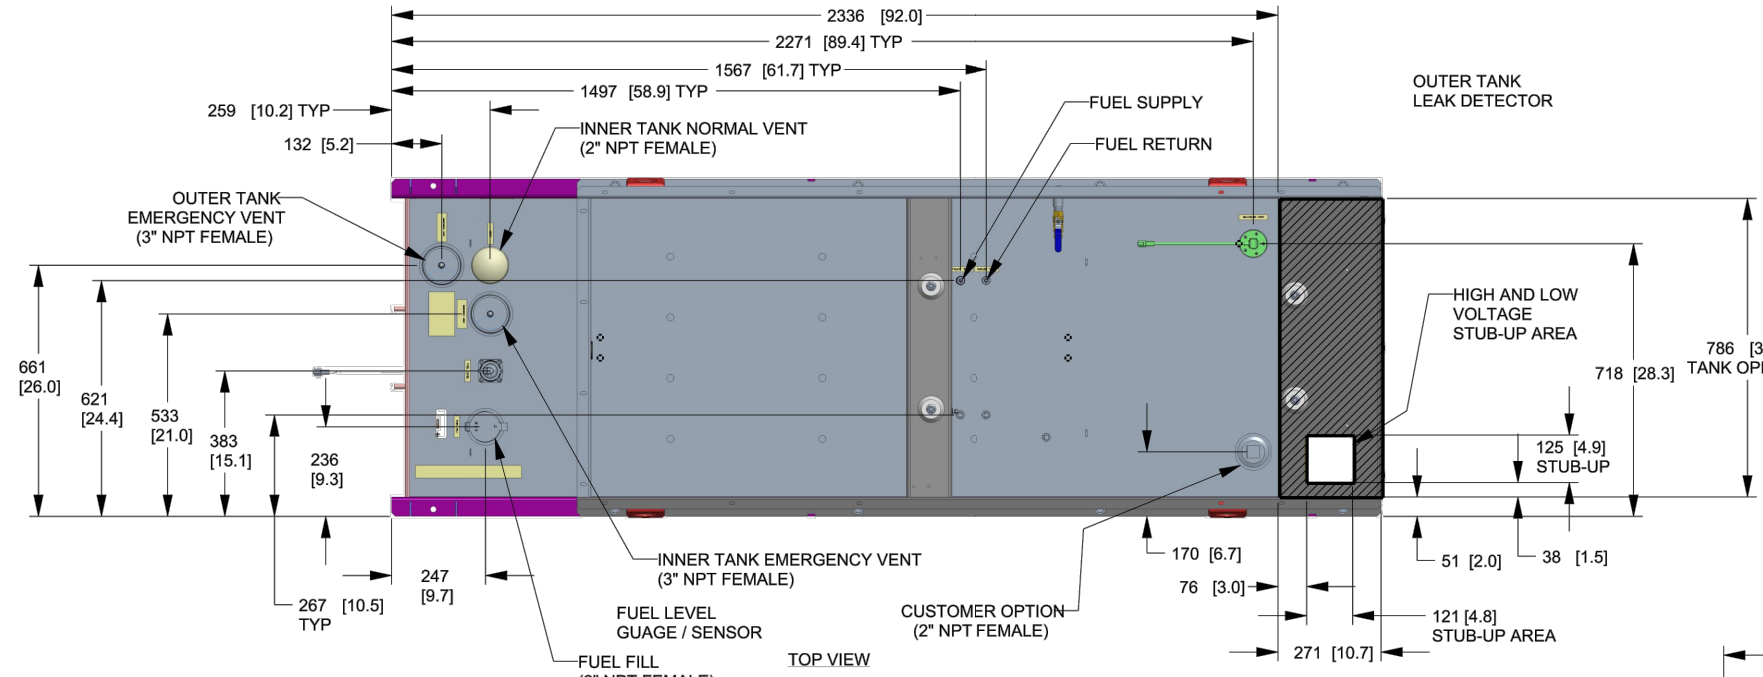 2336 [92.0]
2271 [89.4] TYP
1567 [61.7] TYP
1497 [58.9] TYP
259 [10.2] TYP
132 [5.2]
FUEL SUPPLY
FUEL RETURN
OUTER TANK
LEAK DETECTOR
INNER TANK NORMAL VENT
(2" NPT FEMALE)
OUTER TANK
EMERGENCY VENT
(3" NPT FEMALE)
HIGH AND LOW
VOLTAGE
STUB-UP AREA
786 [3
TANK OP
718 [28.3]
661
[26.0]
621
[24.4]
533
[21.0]
383
[15.1]
236
[9.3]
125 [4.9]
STUB-UP
170 [6.7]
51 [2.0]
38 [1.5]
76 [3.0]
INNER TANK EMERGENCY VENT
(3" NPT FEMALE)
247
[9.7]
267 [10.5]
TYP
FUEL LEVEL
GUAGE / SENSOR
CUSTOMER OPTION
(2" NPT FEMALE)
121 [4.8]
STUB-UP AREA
271 [10.7]
FUEL FILL
TOP VIEW